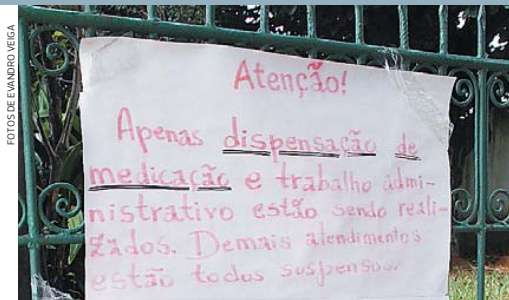 FOTOS DE EVANDRO VEIGA
Atenção!
Apenas dispensação de
medicação e trabalho admi-
nistrativo estão sendo reali-
zados. Demais atendimentos
estão todos suspensos.